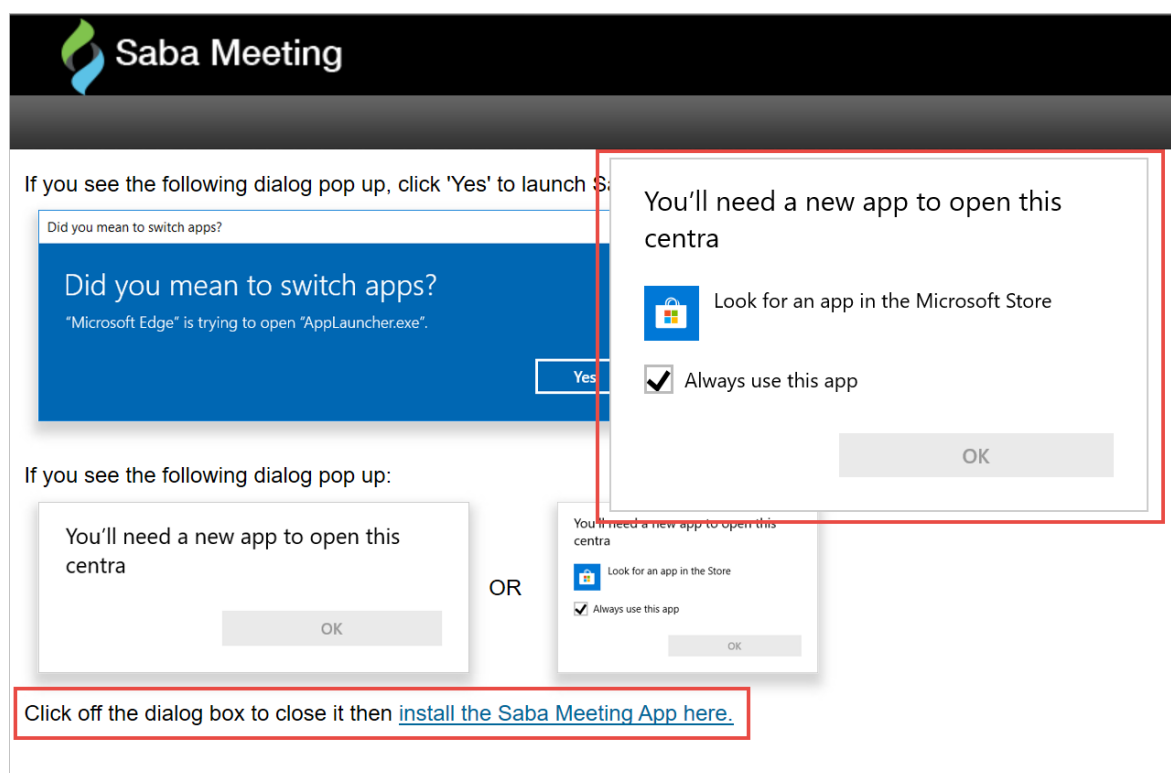 Saba Meeting
If you see the following dialog pop up, click 'Yes' to launch
Did you mean to switch apps?
Did you mean to switch apps?
"Microsoft Edge" is trying to open "AppLauncher.exe".
Yes
You'll need a new app to open this
centra
Look for an app in the Microsoft Store
Always use this app
OK
If you see the following dialog pop up:
You'll need a new app to open this
centra
OK
OR
You'll need a new app to open this
centra
Look for an app in the Store
Always use this app
OK
Click off the dialog box to close it then install the Saba Meeting App here.